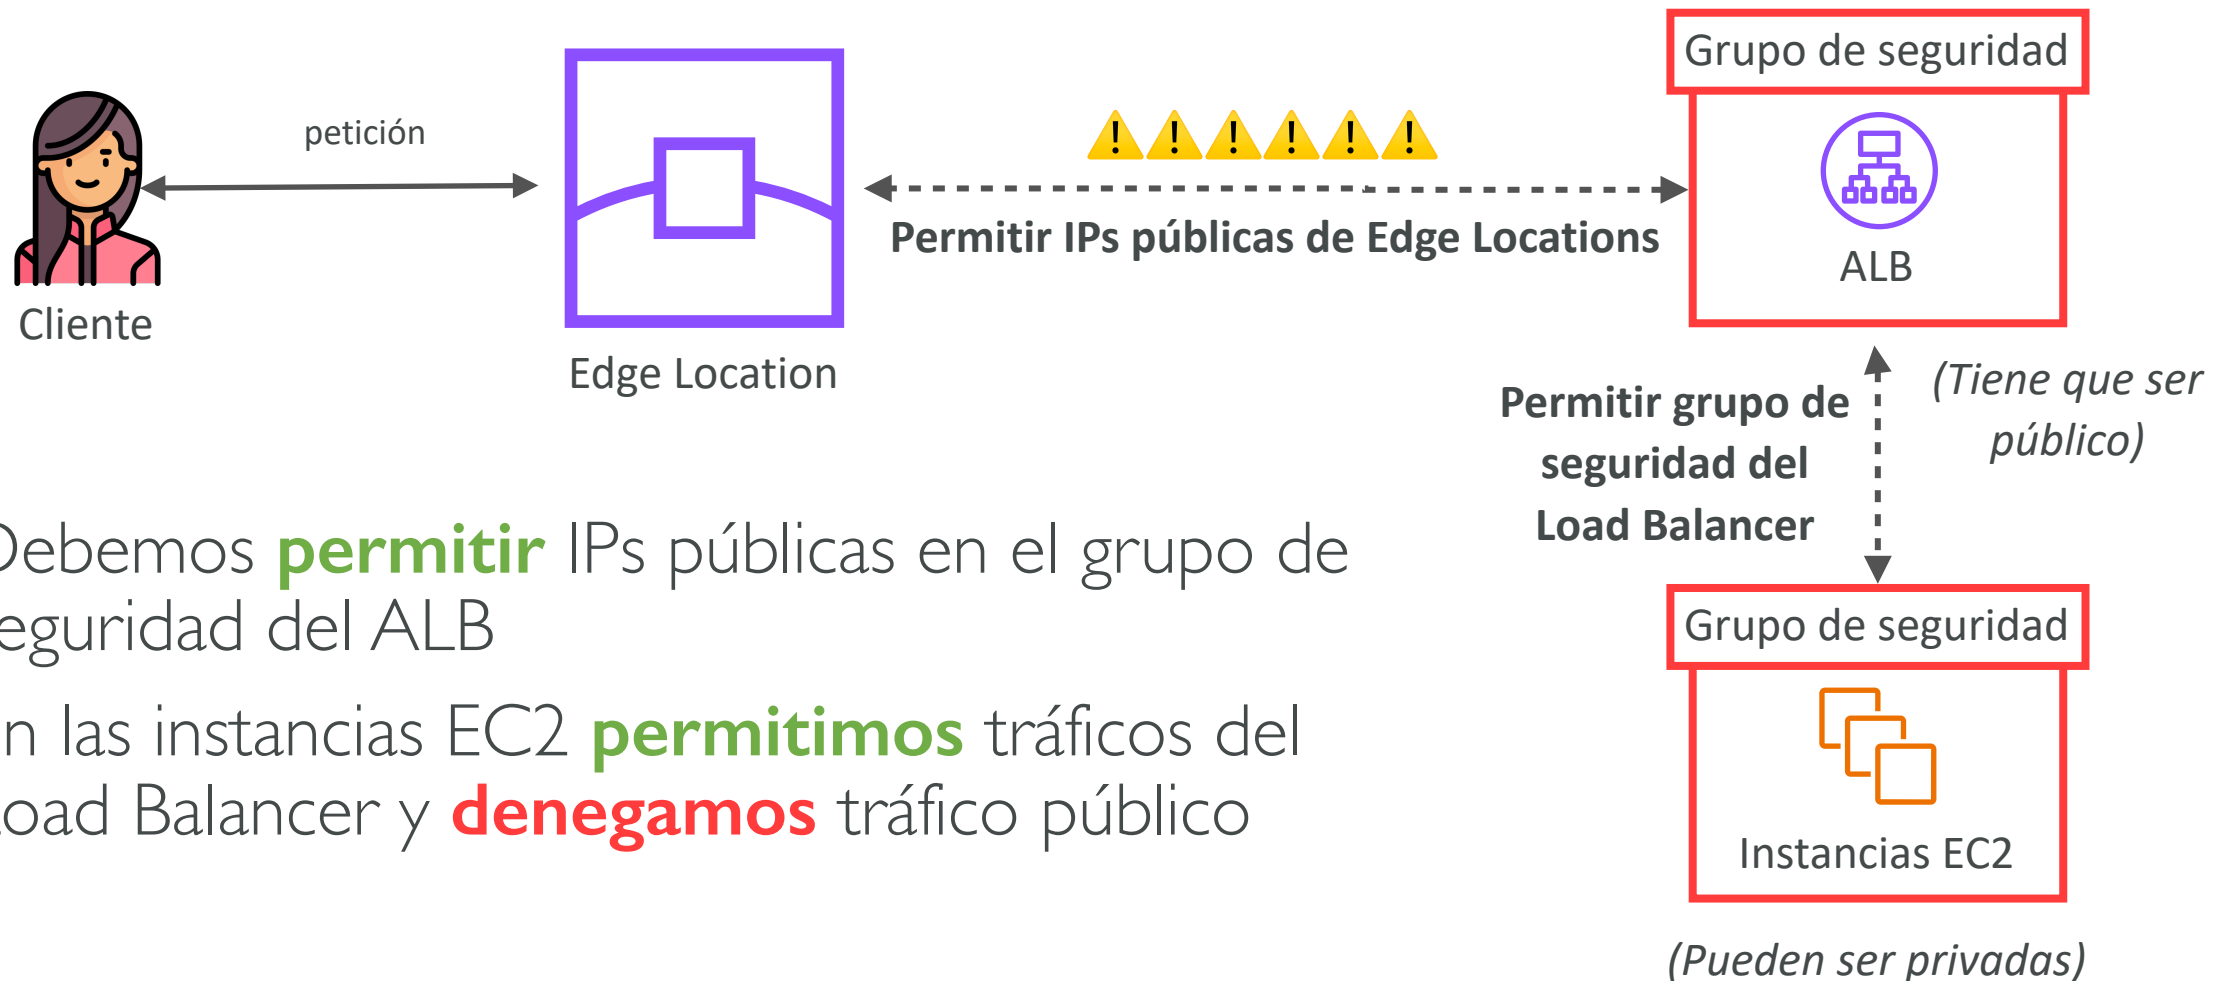 Grupo de seguridad
petición
Permitir IPs públicas de Edge Locations
ALB
Cliente
Edge Location
(Tiene que ser
público)
Permitir grupo de
seguridad del
Load Balancer
Debemos permitir IPs públicas en el grupo de
eguridad del ALB
n las instancias EC2 permitimos tráficos del
Load Balancer y denegamos tráfico público
Grupo de seguridad
Instancias EC2
(Pueden ser privadas)